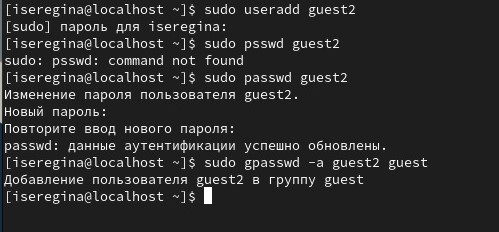 [iseregina@localhost ~]$ sudo useradd guest2
[sudo] пароль для iseregina:
[iseregina@localhost ~]$ sudo psswd guest2
sudo: psswd: command not found
[iseregina@localhost ~]$ sudo passwd guest2
Изменение пароля пользователя guest2.
Новый пароль:
Повторите ввод нового пароля:
passwd: данные аутентификации успешно обновлены.
[iseregina@localhost ~]$ sudo gpasswd -a guest2 guest
Добавление пользователя guest2 в группу guest
[iseregina@localhost ~]$